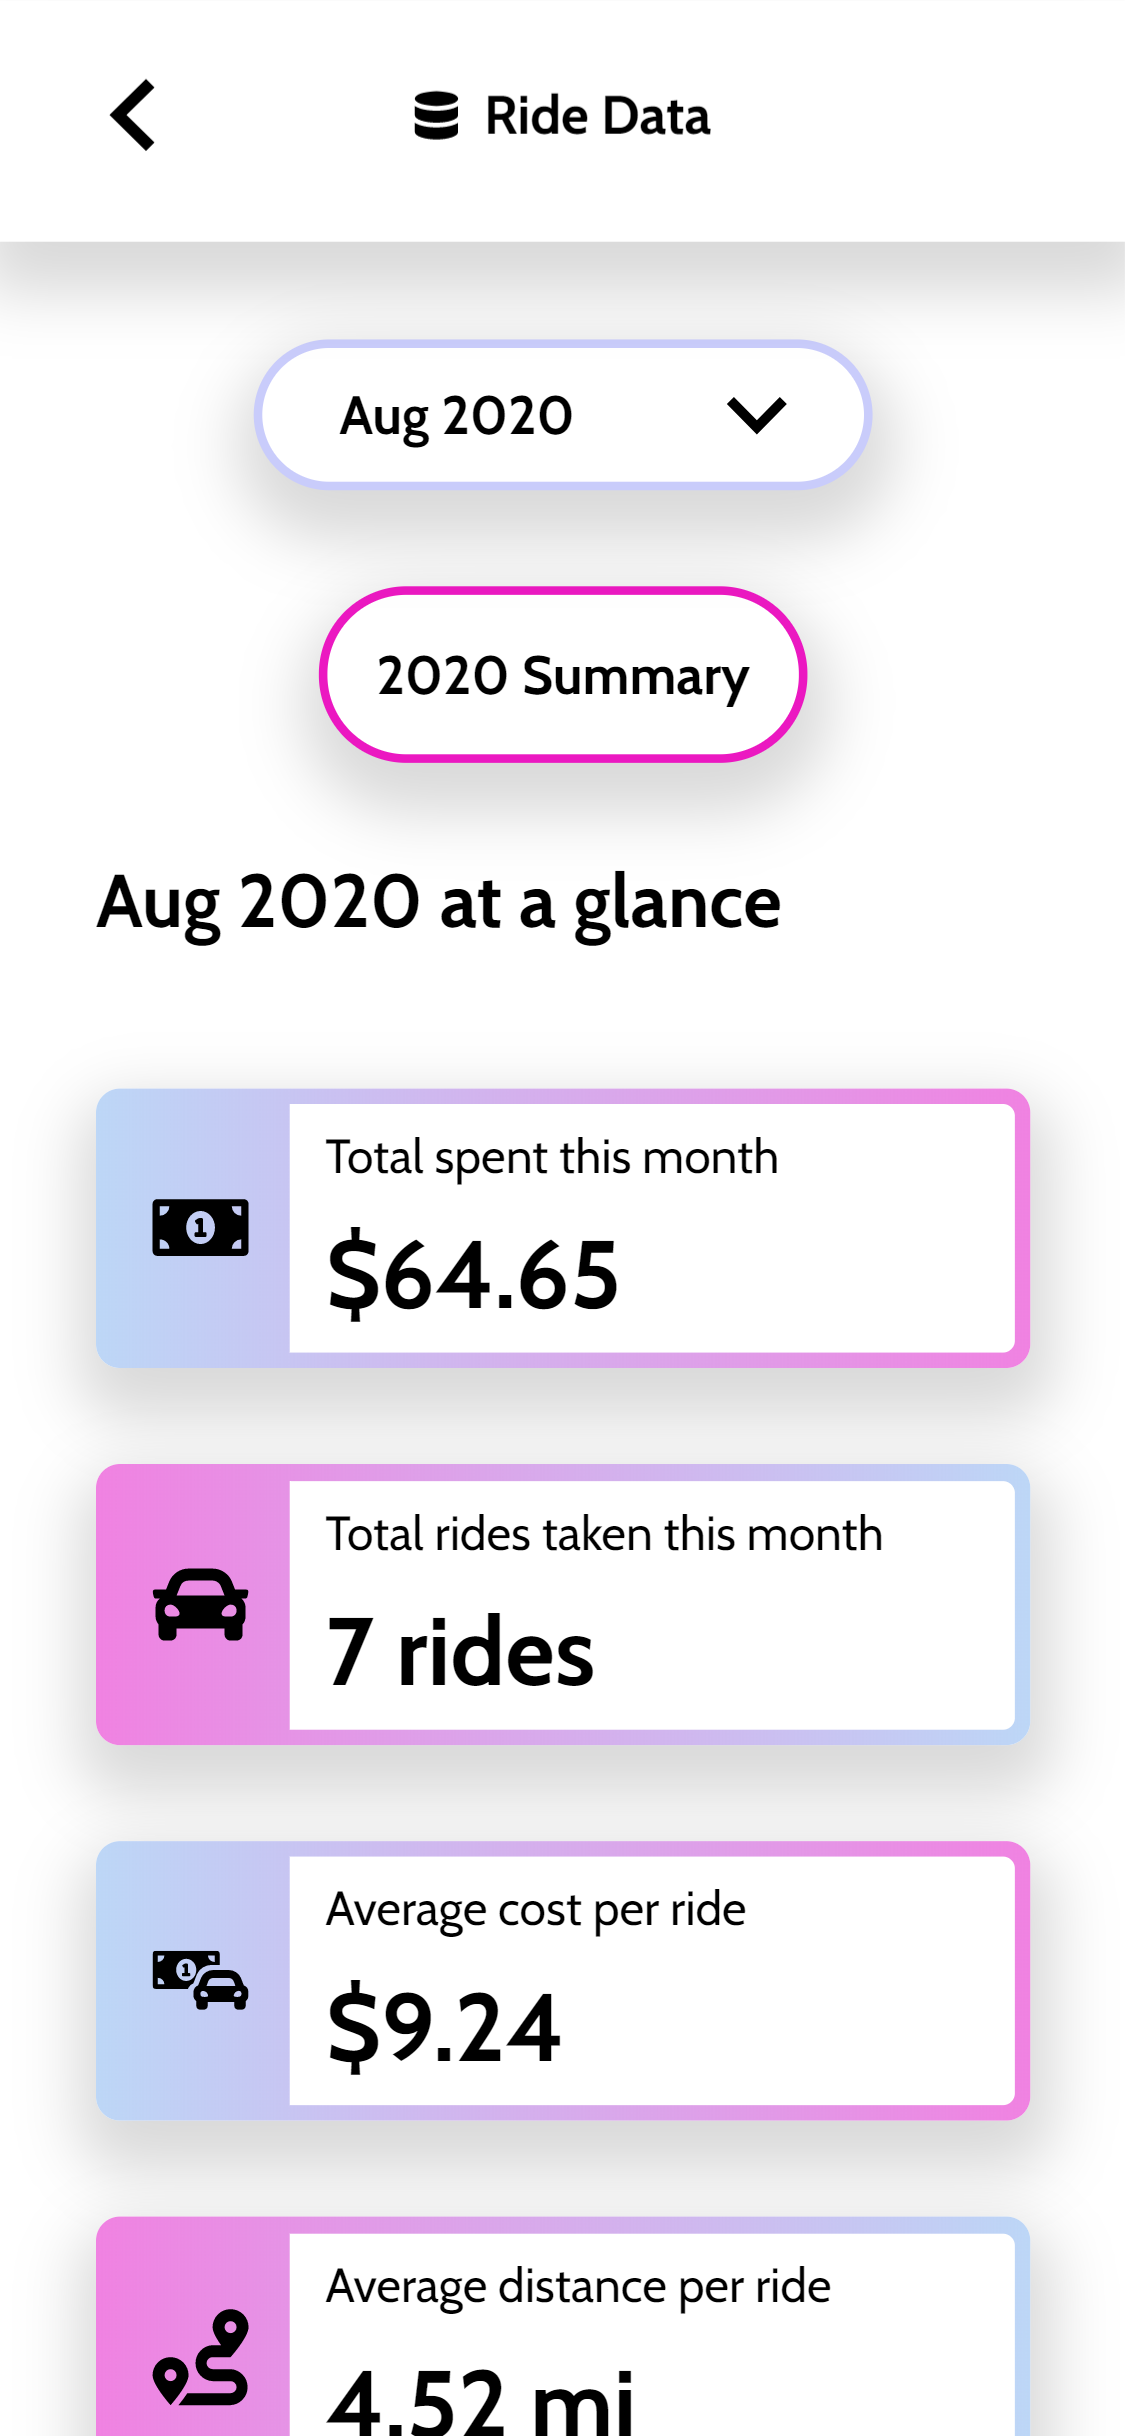 Ride Data
Aug 2020
2020 Summary
Aug 2020 at a glance
Total spent this month
$64.65
Total rides taken this month
7 rides
Average cost per ride
$9.24
Average distance per ride
4.52 mi